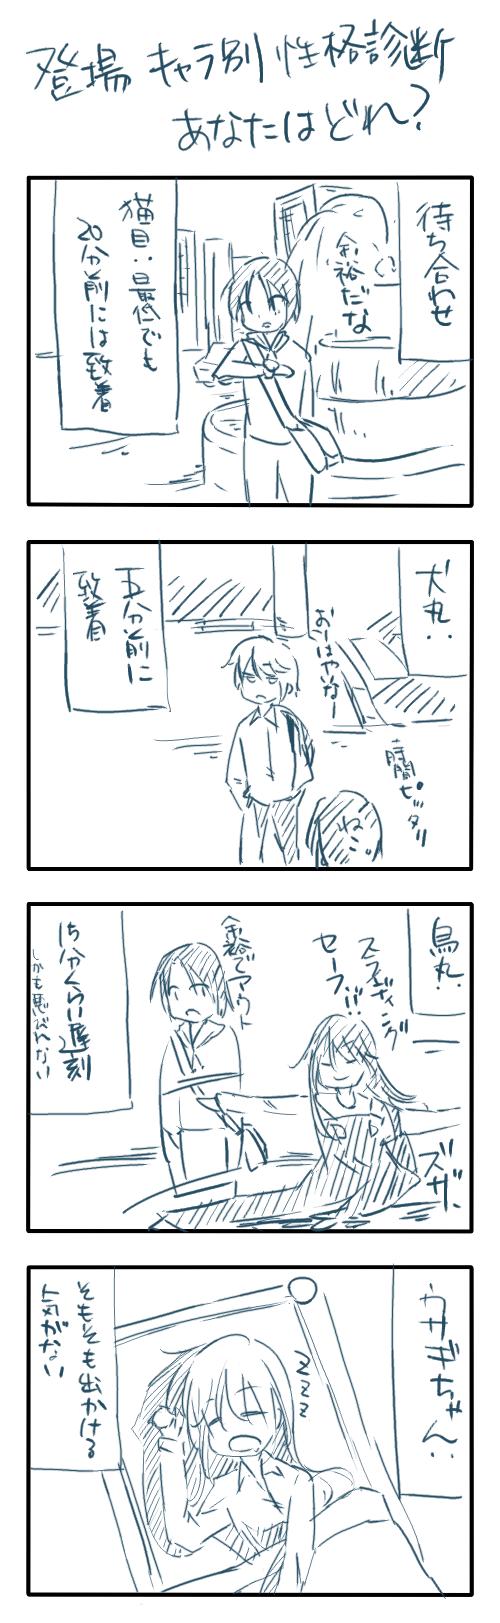 登場 キャラ別 性格診断
あなたはどれ?
待ち合わせ
余裕だな
猫目:最低でも
20分前には到着
犬丸:
おーはやいなー
時間ピッタリ
ねこ。
五分前に
到着
烏丸:
スライディング
セーフ!!
ズザ、
余裕でアウト
15分くらい遅刻
しかも悪びれない
ウサギちゃん:
zzz
そもそも出かける
気がない